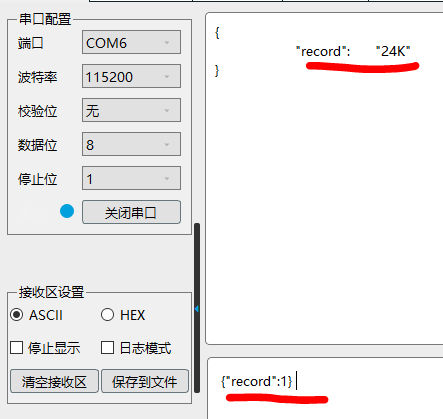 串口配置
端口 COM6
波特率 115200
校验位 无
数据位 8
停止位 1
关闭串口
接收区设置
ASCII HEX
停止显示 日志模式
清空接收区 保存到文件
{
"record": "24K"
}
{"record":1}